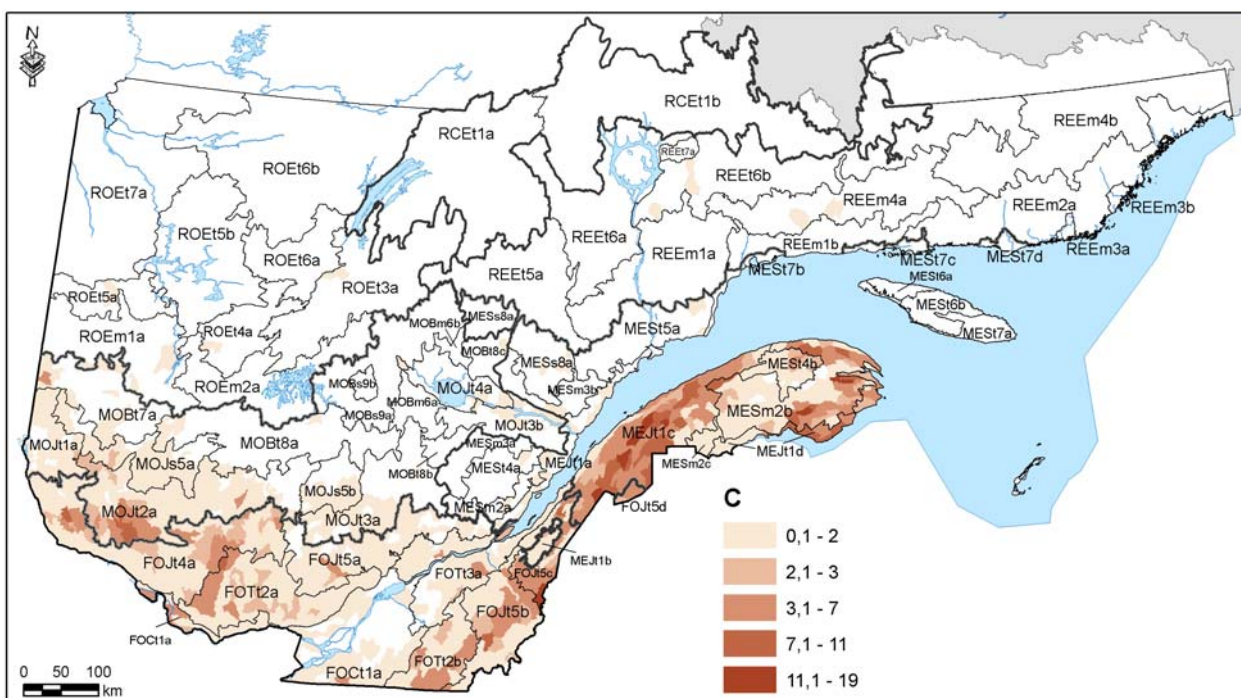 N
RCEt1b
REEm4b
RCEt1a
REEt7a
ROEt6b
REEt6b
ROEt7a
REEm4a
REEm2a
REEm3b
ROEt5b
REEt6a
REEm1b
REEm3a
ROEt6a
REEm1a
MESt7b
MESt7c
MESt7d
REEt5a
MESt6a
ROEt3a
MESt6b
ROEt5a
MESs8a
MESt5a
MESt7a
ROEm1a
ROEt4a
MOBm6b
MOBt8c
MESs8a
MESt4b
ROEm2a
MOBs9b
MOJt4a
MESm3b
MOBt7a
MOBs9a
MOBm6a
MESm2b
MOJt3b
MEJt1c
MOJt1a
MOBt8a
MESm3a
MEJt1d
MOJs5a
MOBt8b
MESt4a
MEJt1a
MESm2c
MOJs5b
MESm2a
FOJt5d
MOJt2a
MOJt3a
MEJt1b
FOJt4a
FOJt5a
FOTt3a
FOJt5c
FOTt2a
FOJt5b
FOCt1a
FOTt2b
FOCt1a
C
0,1 - 2
2,1 - 3
3,1 - 7
7,1 - 11
11,1 - 19
0 50 100
km